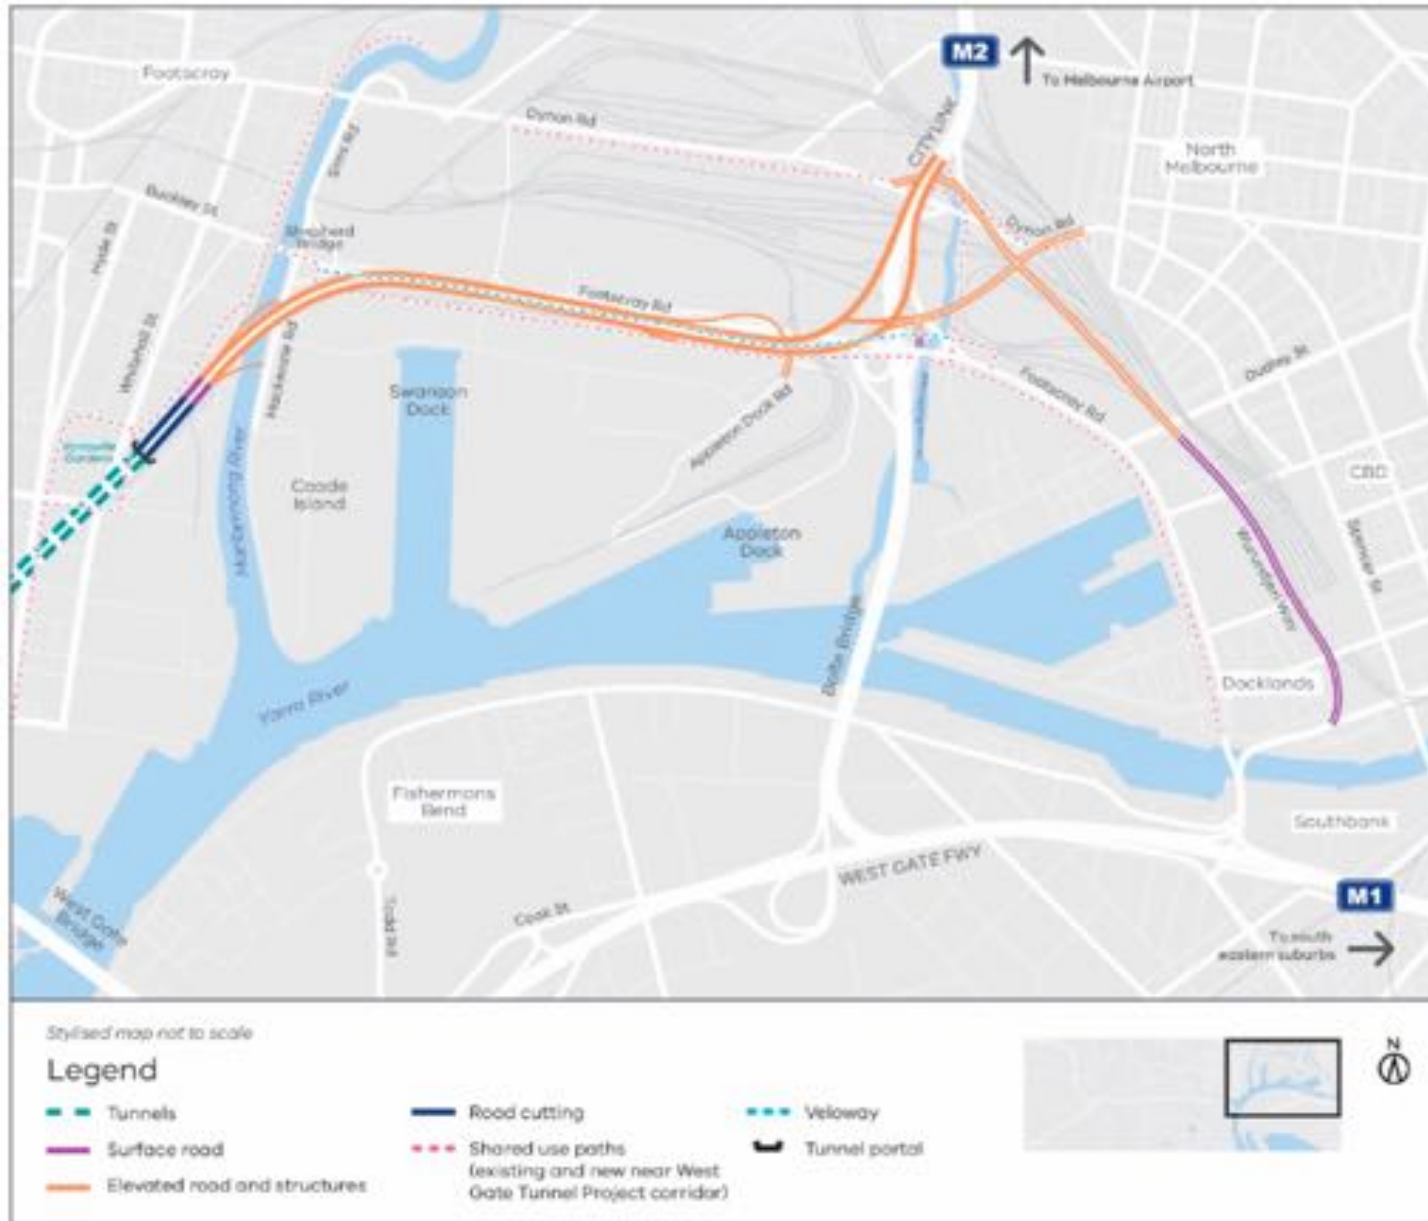 M2
To Melbourne Airport
Footscray
Dynon Rd
CITYLINK
North
Melbourne
Sims Rd
Buckley St
Shepherd
Bridge
Hyde St
Dynon Rd
Footscray Rd
Whitehall St
Mackenzie Rd
Dudley St
Swanson
Dock
Appleton Dock Rd
Footscray Rd
CBD
Coode
Island
Maribyrnong River
Appleton
Dock
Spencer St
Wurundjeri Way
Bolte Bridge
Yarra River
Docklands
Fishermans
Bend
Southbank
WEST GATE FWY
M1
West Gate
Bridge
Todd Rd
Cook St
To south
eastern suburbs
Stylised map not to scale
Legend
N
Tunnels
Road cutting
Veloway
Surface road
Shared use paths
(existing and new near West
Gate Tunnel Project corridor)
Tunnel portal
Elevated road and structures